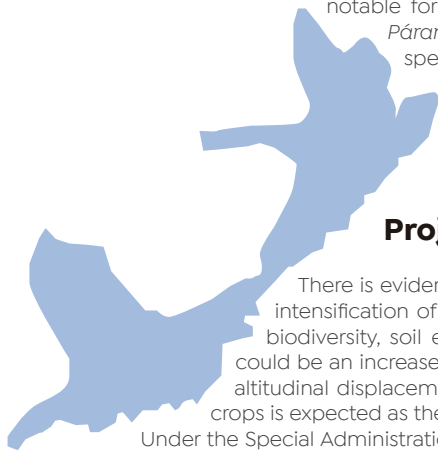 notable for
Páran
spe
Proj
There is eviden
intensification of
biodiversity, soil e
could be an increase
altitudinal displacem
crops is expected as the
Under the Special Administrati